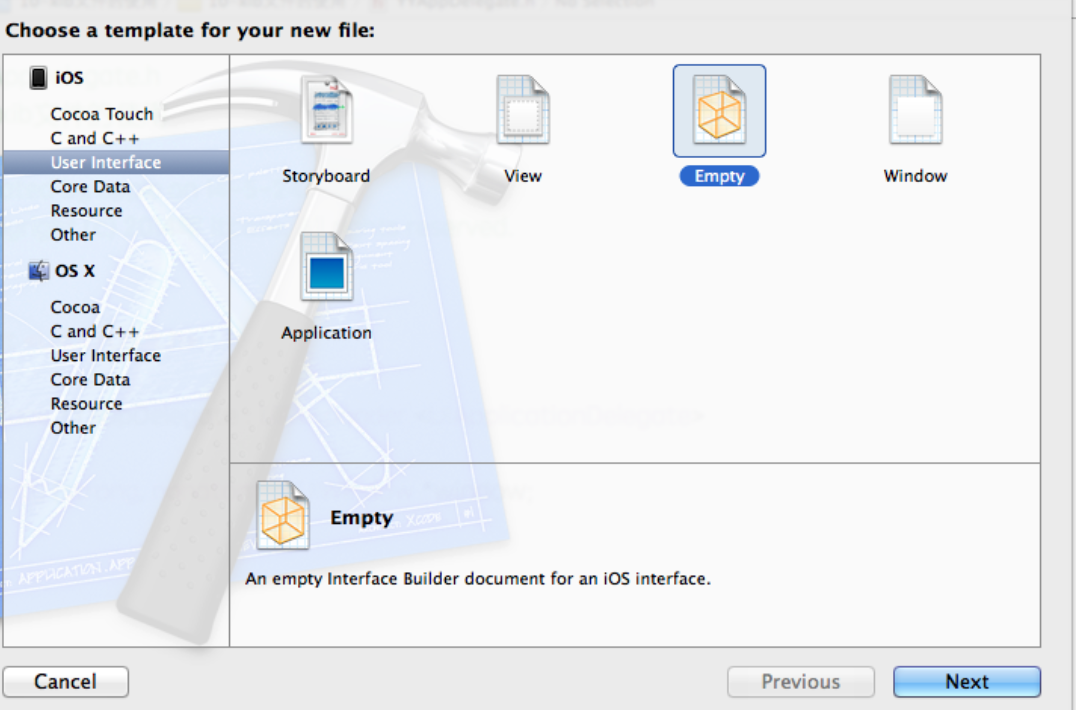 Choose a template for your new file:
iOS
Cocoa Touch
C and C++
User Interface
Core Data
Resource
Other
OS X
Cocoa
C and C++
User Interface
Core Data
Resource
Other
Storyboard
View
Empty
Window
Application
Empty
An empty Interface Builder document for an iOS interface.
Cancel
Previous
Next